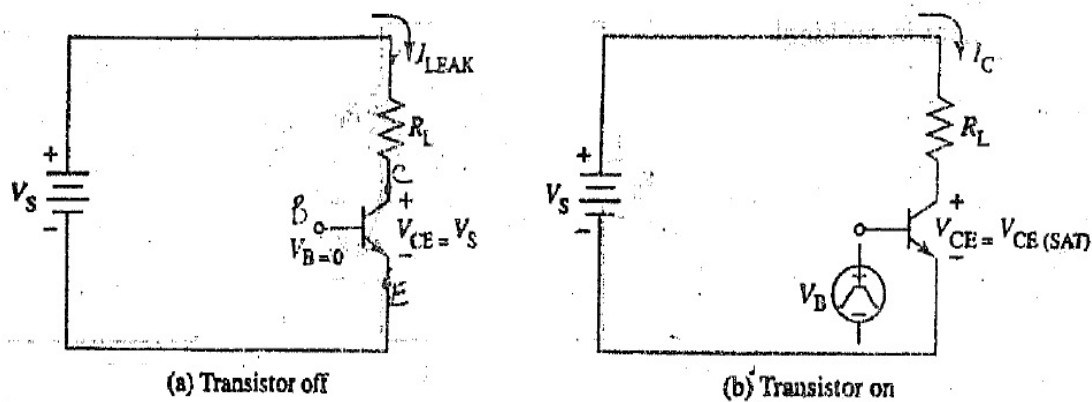 I_LEAK
+
R_L
C
V_S
B
+
V_B=0
V_CE = V_S
-
-
E
(a) Transistor off
I_C
+
R_L
V_S
+
V_CE = V_CE (SAT)
-
-
V_B
+
-
(b) Transistor on